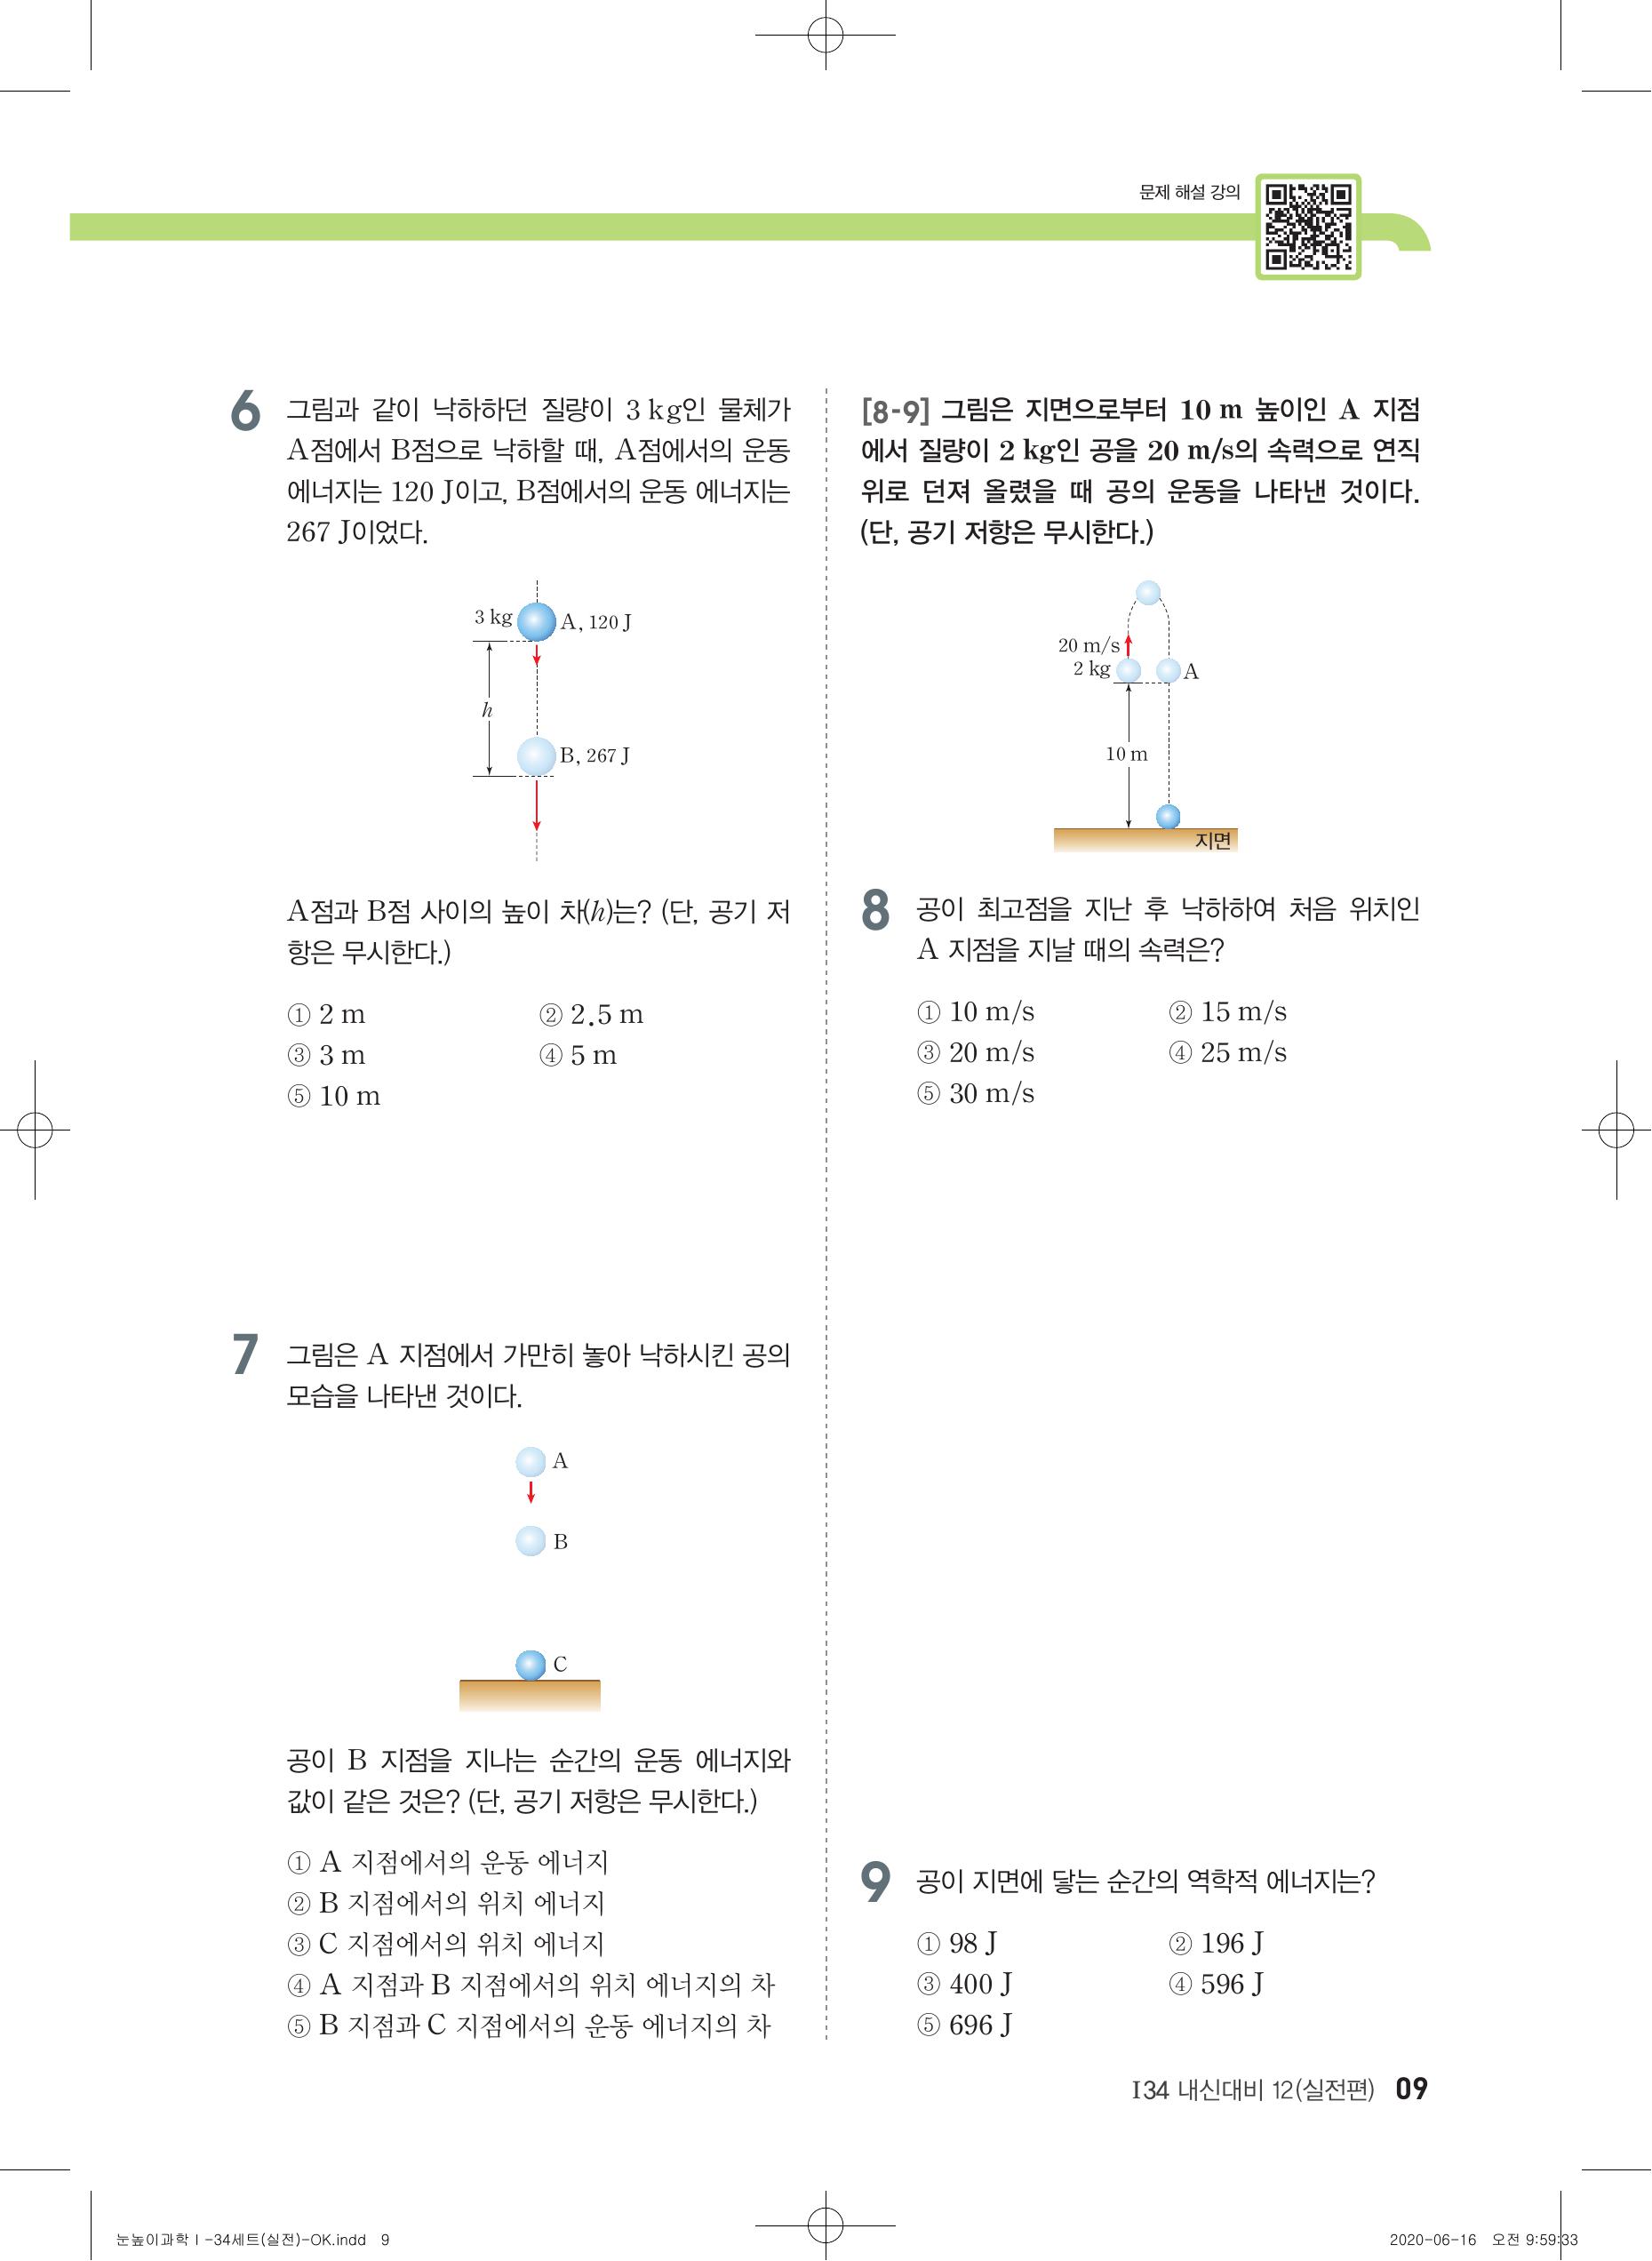 문제 해설 강의
6 그림과 같이 낙하하던 질량이 3 kg인 물체가
A점에서 B점으로 낙하할 때, A점에서의 운동
에너지는 120 J이고, B점에서의 운동 에너지는
267 J이었다.
3 kg
A, 120 J
h
B, 267 J
A점과 B점 사이의 높이 차(h)는? (단, 공기 저
항은 무시한다.)
① 2 m ② 2.5 m
③ 3 m ④ 5 m
⑤ 10 m
7 그림은 A 지점에서 가만히 놓아 낙하시킨 공의
모습을 나타낸 것이다.
A
B
C
공이 B 지점을 지나는 순간의 운동 에너지와
값이 같은 것은? (단, 공기 저항은 무시한다.)
① A 지점에서의 운동 에너지
② B 지점에서의 위치 에너지
③ C 지점에서의 위치 에너지
④ A 지점과 B 지점에서의 위치 에너지의 차
⑤ B 지점과 C 지점에서의 운동 에너지의 차
[8-9] 그림은 지면으로부터 10 m 높이인 A 지점
에서 질량이 2 kg인 공을 20 m/s의 속력으로 연직
위로 던져 올렸을 때 공의 운동을 나타낸 것이다.
(단, 공기 저항은 무시한다.)
20 m/s
2 kg
A
10 m
지면
8 공이 최고점을 지난 후 낙하하여 처음 위치인
A 지점을 지날 때의 속력은?
① 10 m/s ② 15 m/s
③ 20 m/s ④ 25 m/s
⑤ 30 m/s
9 공이 지면에 닿는 순간의 역학적 에너지는?
① 98 J ② 196 J
③ 400 J ④ 596 J
⑤ 696 J
I34 내신대비 12(실전편) 09
눈높이과학 I -34세트(실전)-OK.indd 9
2020-06-16 오전 9:59:33